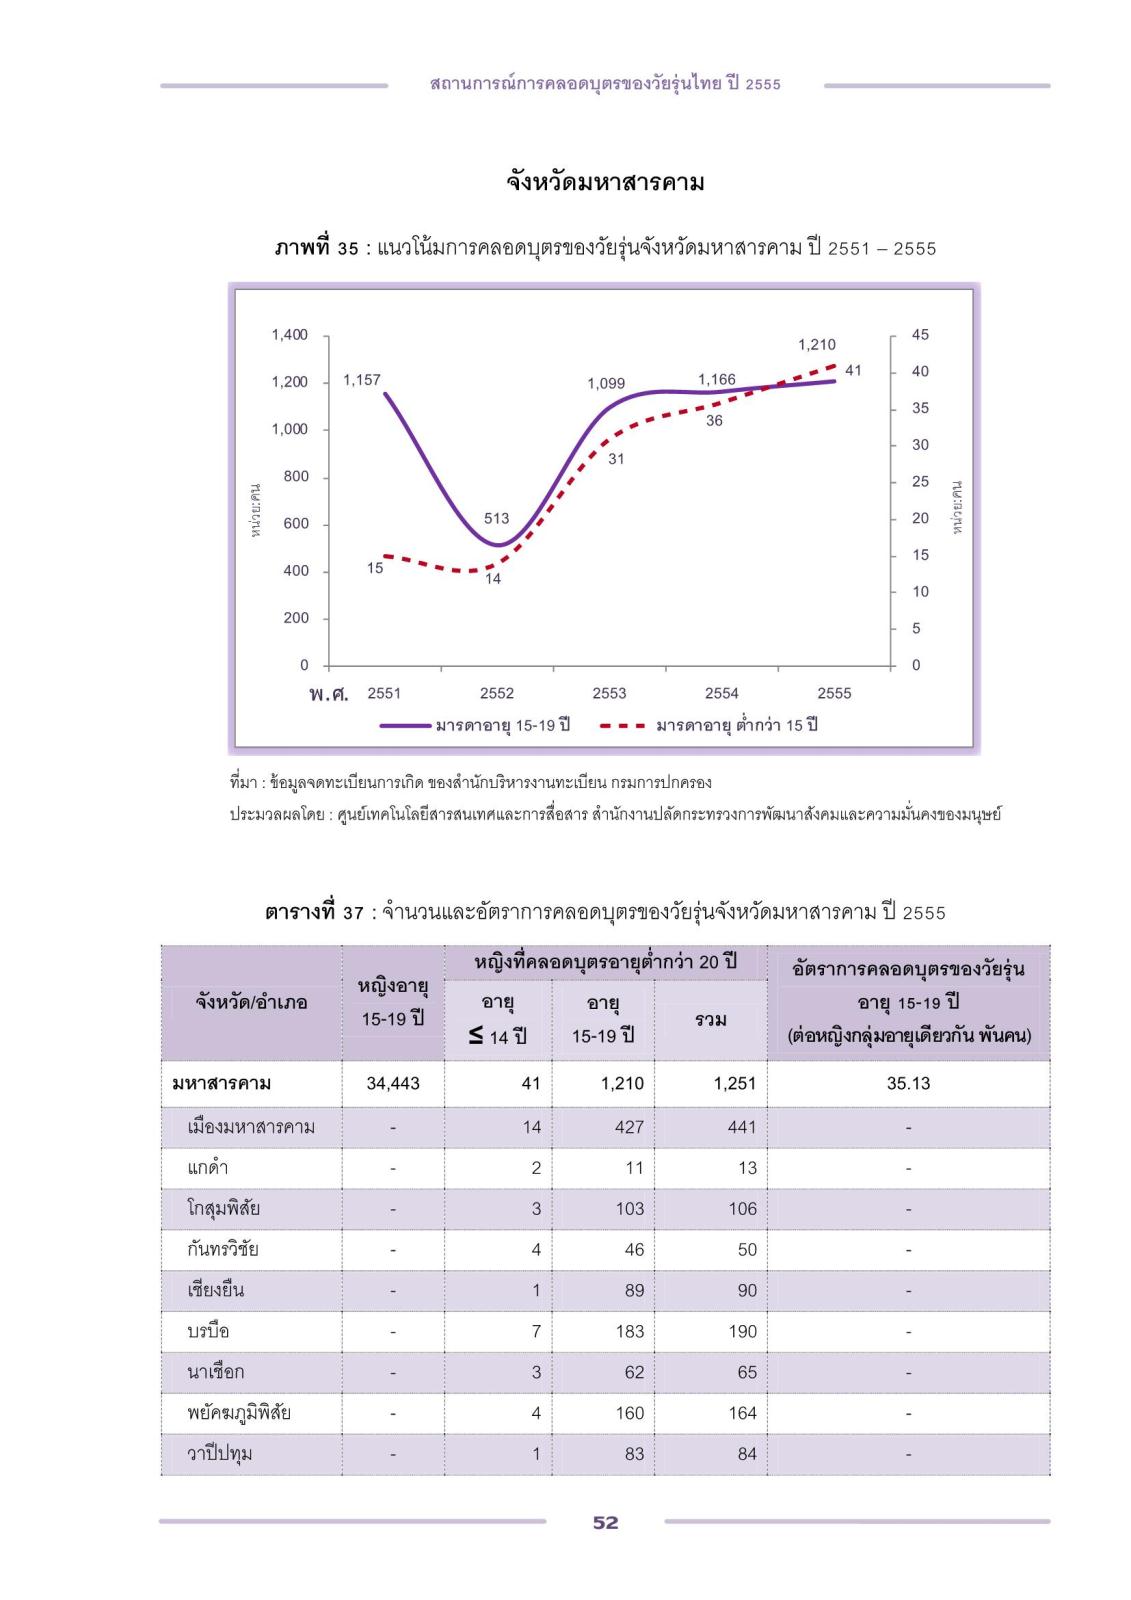 สถานการณ์การคลอดบุตรของวัยรุ่นไทย ปี 2555
จังหวัดมหาสารคาม
ภาพที่ 35 : แนวโน้มการคลอดบุตรของวัยรุ่นจังหวัดมหาสารคาม ปี 2551 – 2555
1,400
1,200
1,000
800
600
400
200
0
หน่วย:คน
1,157
513
1,099
1,166
1,210
15
14
31
36
41
45
40
35
30
25
20
15
10
5
0
หน่วย:คน
พ.ศ. 2551 2552 2553 2554 2555
มารดาอายุ 15-19 ปี มารดาอายุ ต่ำกว่า 15 ปี
ที่มา : ข้อมูลจดทะเบียนการเกิด ของสำนักบริหารงานทะเบียน กรมการปกครอง
ประมวลผลโดย : ศูนย์เทคโนโลยีสารสนเทศและการสื่อสาร สำนักงานปลัดกระทรวงการพัฒนาสังคมและความมั่นคงของมนุษย์
ตารางที่ 37 : จำนวนและอัตราการคลอดบุตรของวัยรุ่นจังหวัดมหาสารคาม ปี 2555
จังหวัด/อำเภอ
หญิงอายุ
15-19 ปี
หญิงที่คลอดบุตรอายุต่ำกว่า 20 ปี
อายุ
≤ 14 ปี
อายุ
15-19 ปี
รวม
อัตราการคลอดบุตรของวัยรุ่น
อายุ 15-19 ปี
(ต่อหญิงกลุ่มอายุเดียวกัน พันคน)
มหาสารคาม 34,443 41 1,210 1,251 35.13
เมืองมหาสารคาม - 14 427 441 -
แกดำ - 2 11 13 -
โกสุมพิสัย - 3 103 106 -
กันทรวิชัย - 4 46 50 -
เชียงยืน - 1 89 90 -
บรบือ - 7 183 190 -
นาเชือก - 3 62 65 -
พยัคฆภูมิพิสัย - 4 160 164 -
วาปีปทุม - 1 83 84 -
52